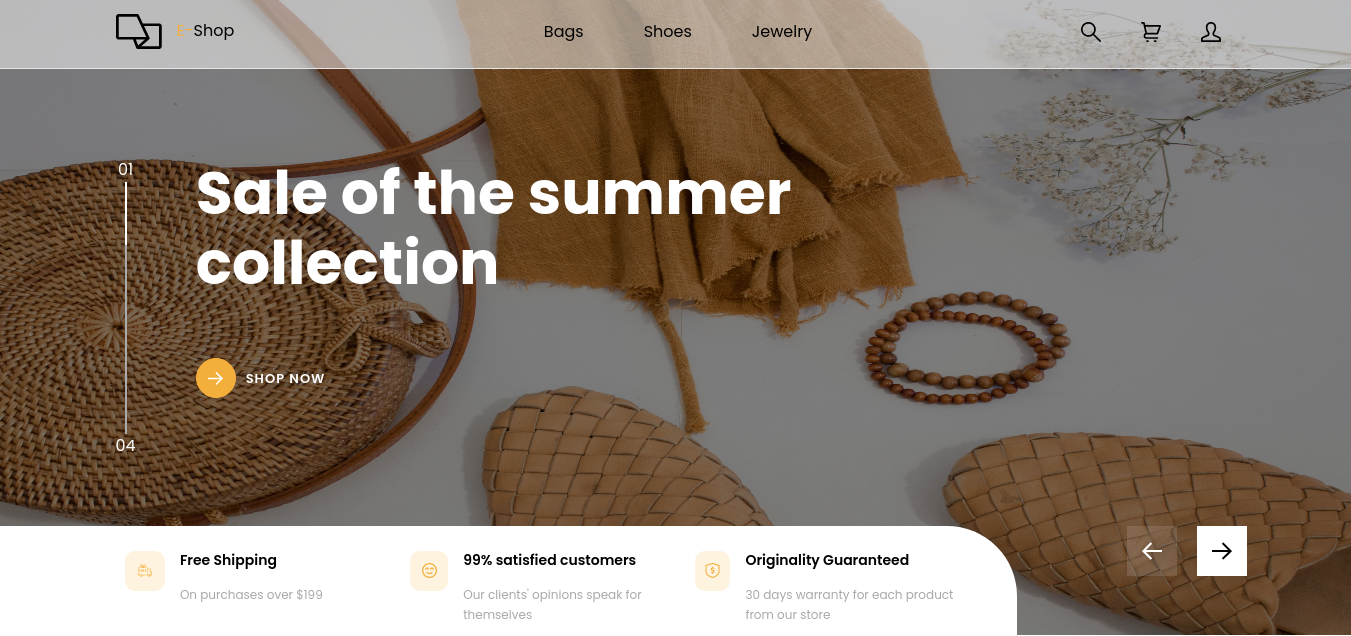 Shop
Bags
Shoes
Jewelry
01
Sale of the summer
collection
SHOP NOW
04
Free Shipping
On purchases over $199
99% satisfied customers
Our clients' opinions speak for
themselves
Originality Guaranteed
30 days warranty for each product
from our store